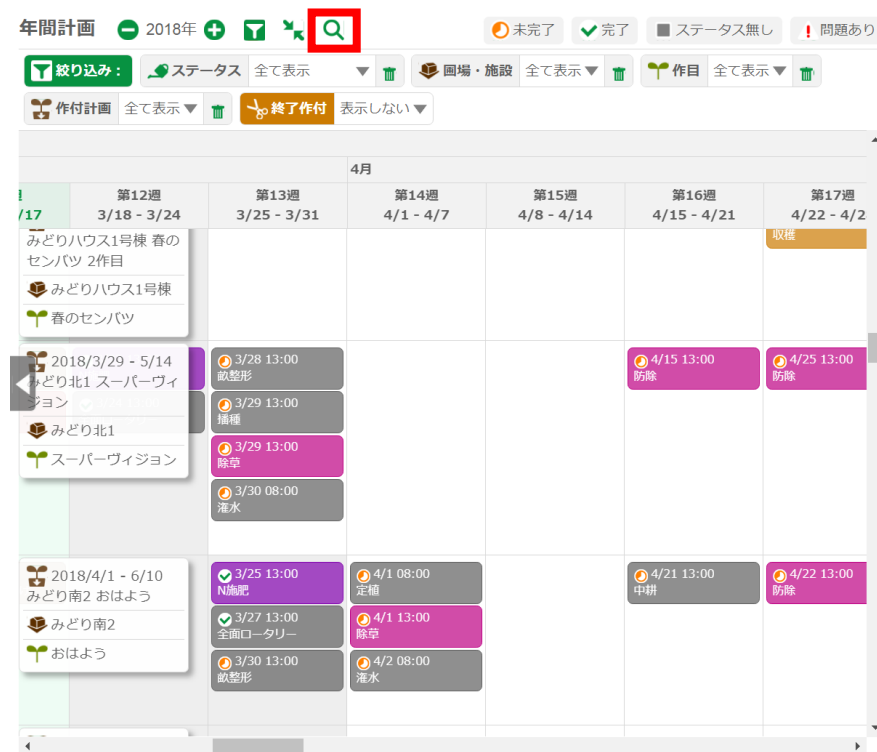 年間計画 2018年 未完了 完了 ステータス無し 問題あり
絞り込み： ステータス 全て表示 圃場・施設 全て表示 作目 全て表示
作付計画 全て表示 終了作付 表示しない
4月
第12週 第13週 第14週 第15週 第16週 第17週
/17 3/18 - 3/24 3/25 - 3/31 4/1 - 4/7 4/8 - 4/14 4/15 - 4/21 4/22 - 4/2
みどりハウス1号棟 春の
センバツ 2作目
収穫
みどりハウス1号棟
春のセンバツ
2018/3/29 - 5/14
みどり北1 スーパーヴィ
ジョン
みどり北1
スーパーヴィジョン
3/28 13:00
畝整形
3/29 13:00
播種
3/29 13:00
除草
3/30 08:00
潅水
4/15 13:00
防除
4/25 13:00
防除
2018/4/1 - 6/10
みどり南2 おはよう
みどり南2
おはよう
3/25 13:00
N施肥
3/27 13:00
全面ロータリー
3/30 13:00
畝整形
4/1 08:00
定植
4/1 13:00
除草
4/2 08:00
潅水
4/21 13:00
中耕
4/22 13:00
防除